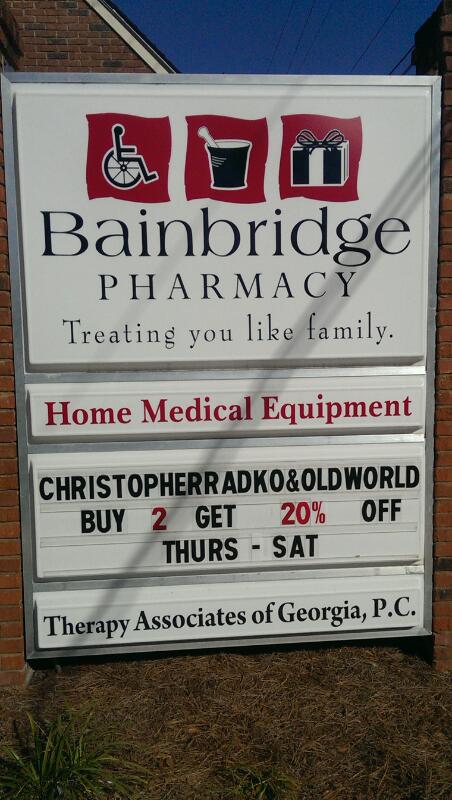 Bainbridge
PHARMACY
Treating you like family.
Home Medical Equipment
CHRISTOPHERRADKO&OLDWORLD
BUY 2 GET 20% OFF
THURS - SAT
Therapy Associates of Georgia, P.C.